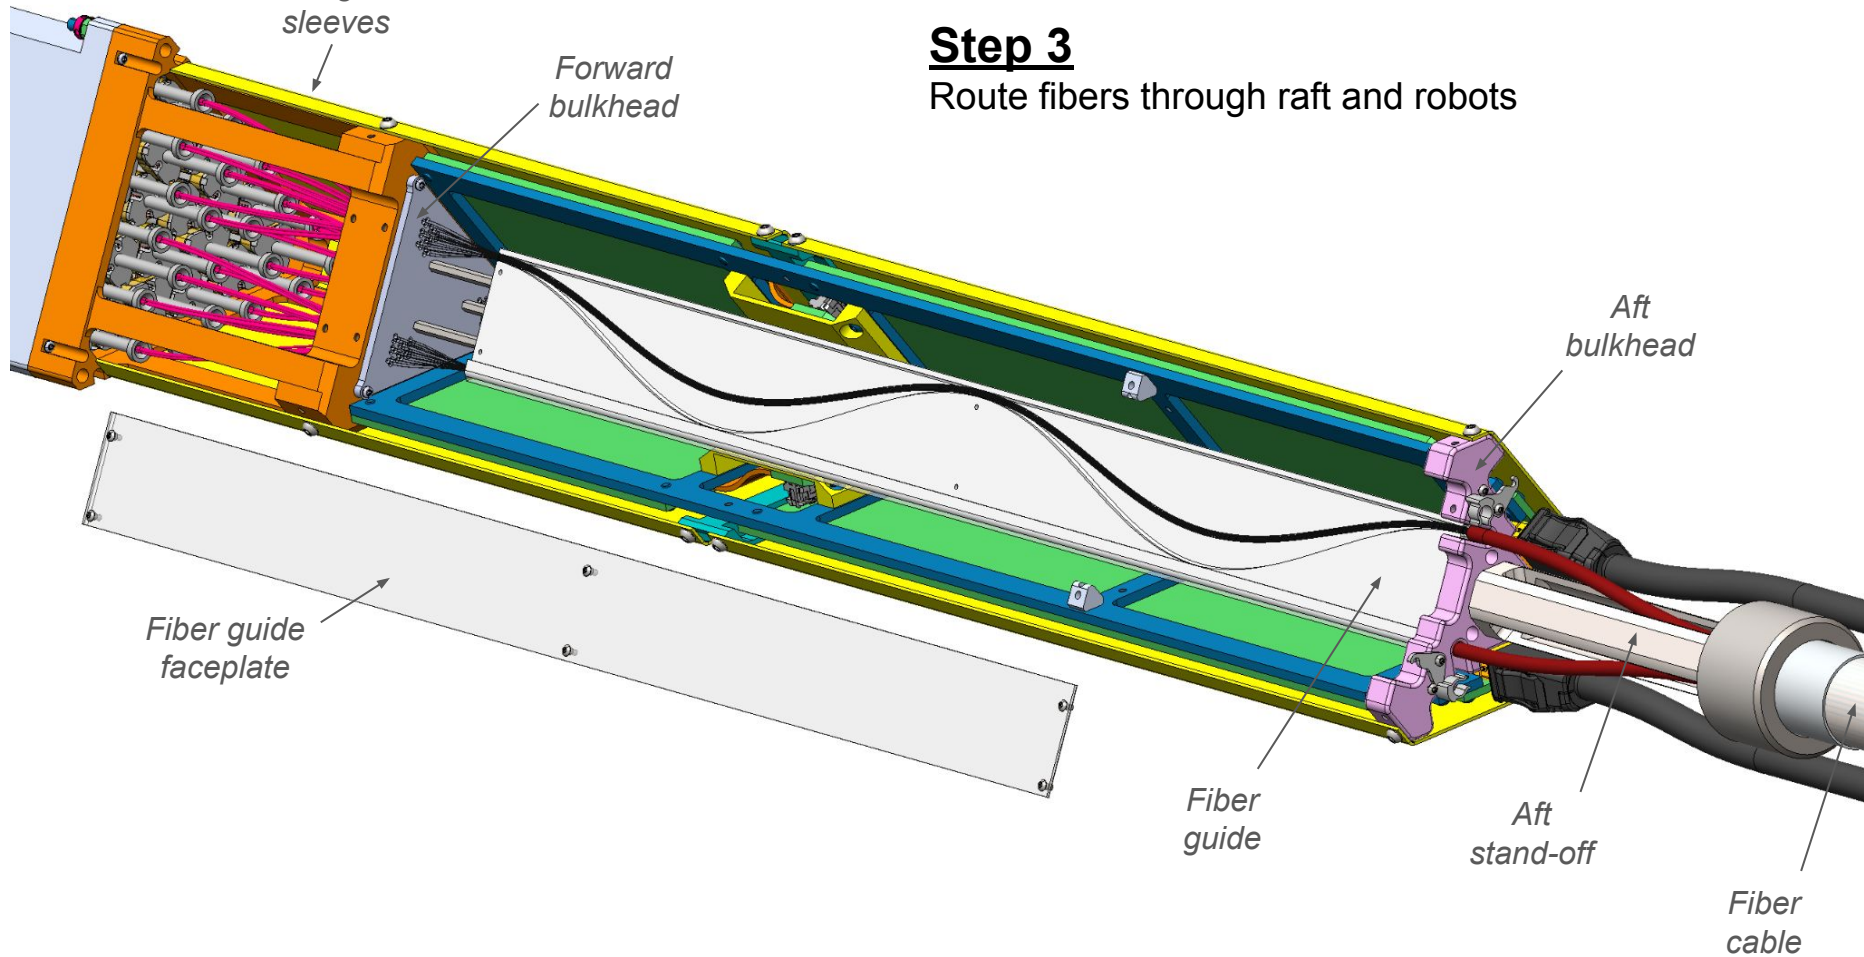 sleeves
Forward
bulkhead
Step 3
Route fibers through raft and robots
Aft
bulkhead
Fiber guide
faceplate
Fiber
guide
Aft
stand-off
Fiber
cable